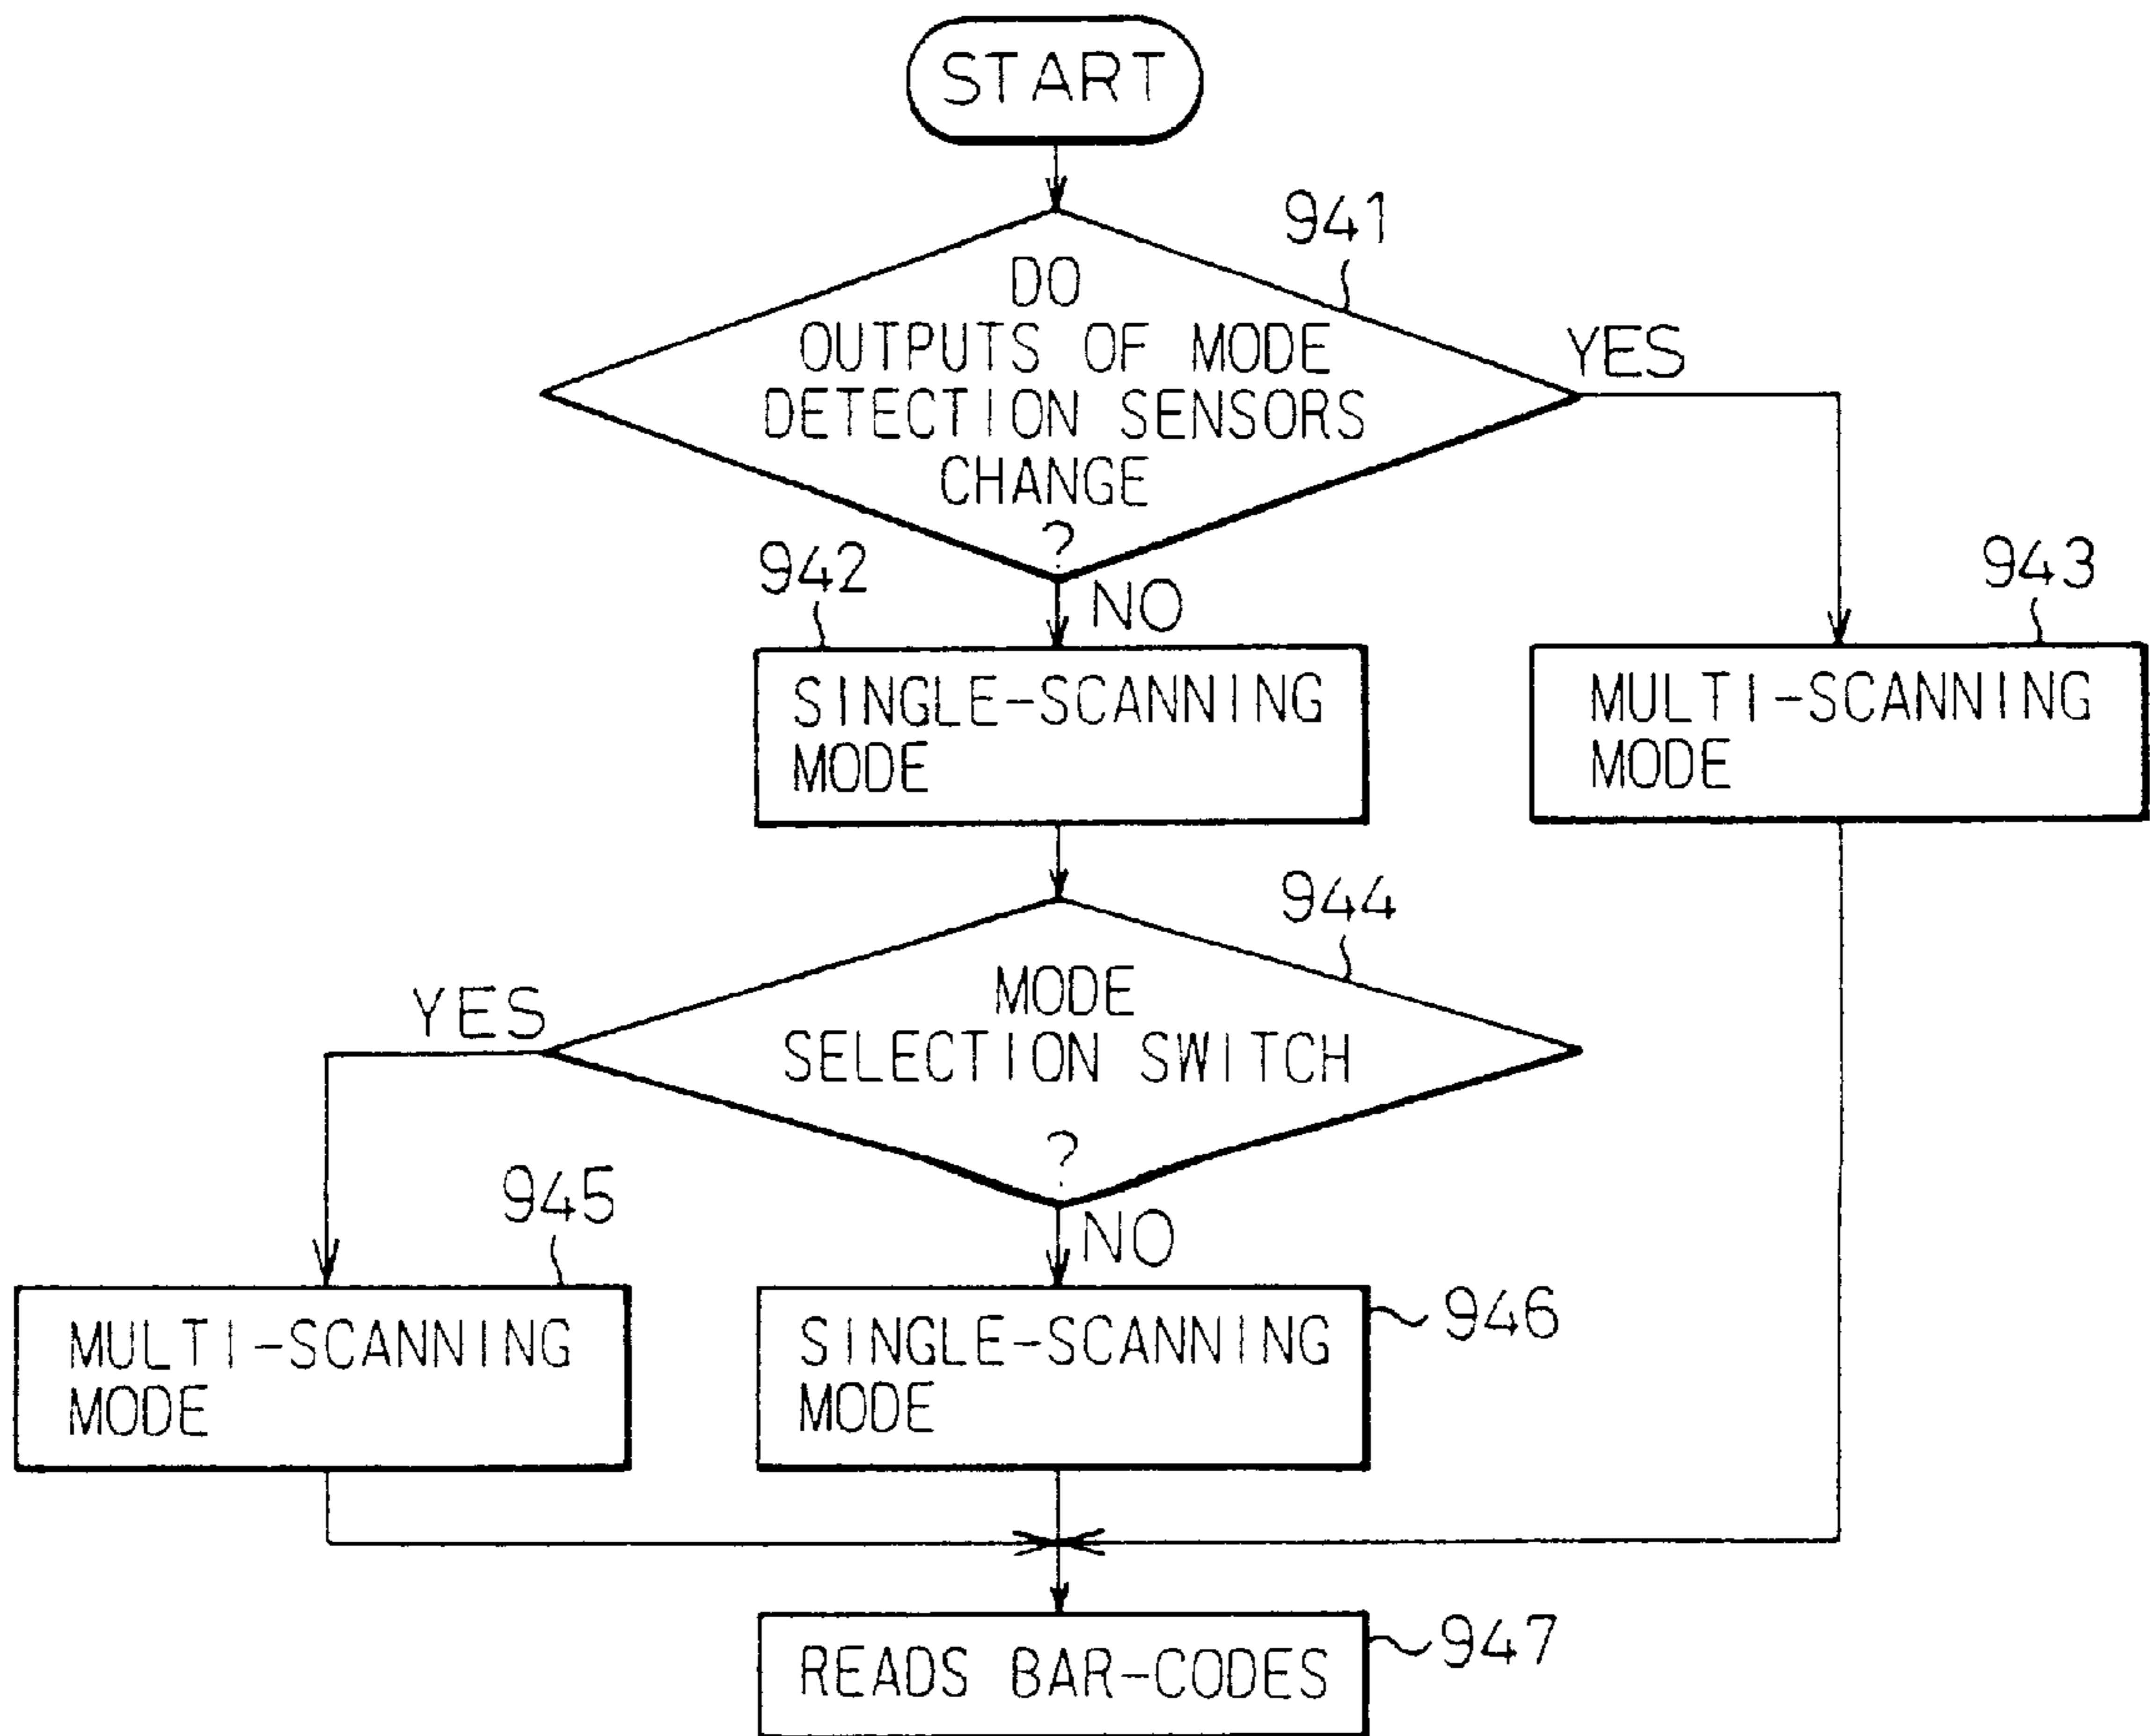 START
941
DO
OUTPUTS OF MODE
DETECTION SENSORS
CHANGE
?
YES
942
NO
943
SINGLE-SCANNING
MODE
MULTI-SCANNING
MODE
944
MODE
SELECTION SWITCH
?
YES
945
NO
MULTI-SCANNING
MODE
SINGLE-SCANNING
MODE
946
READS BAR-CODES
947